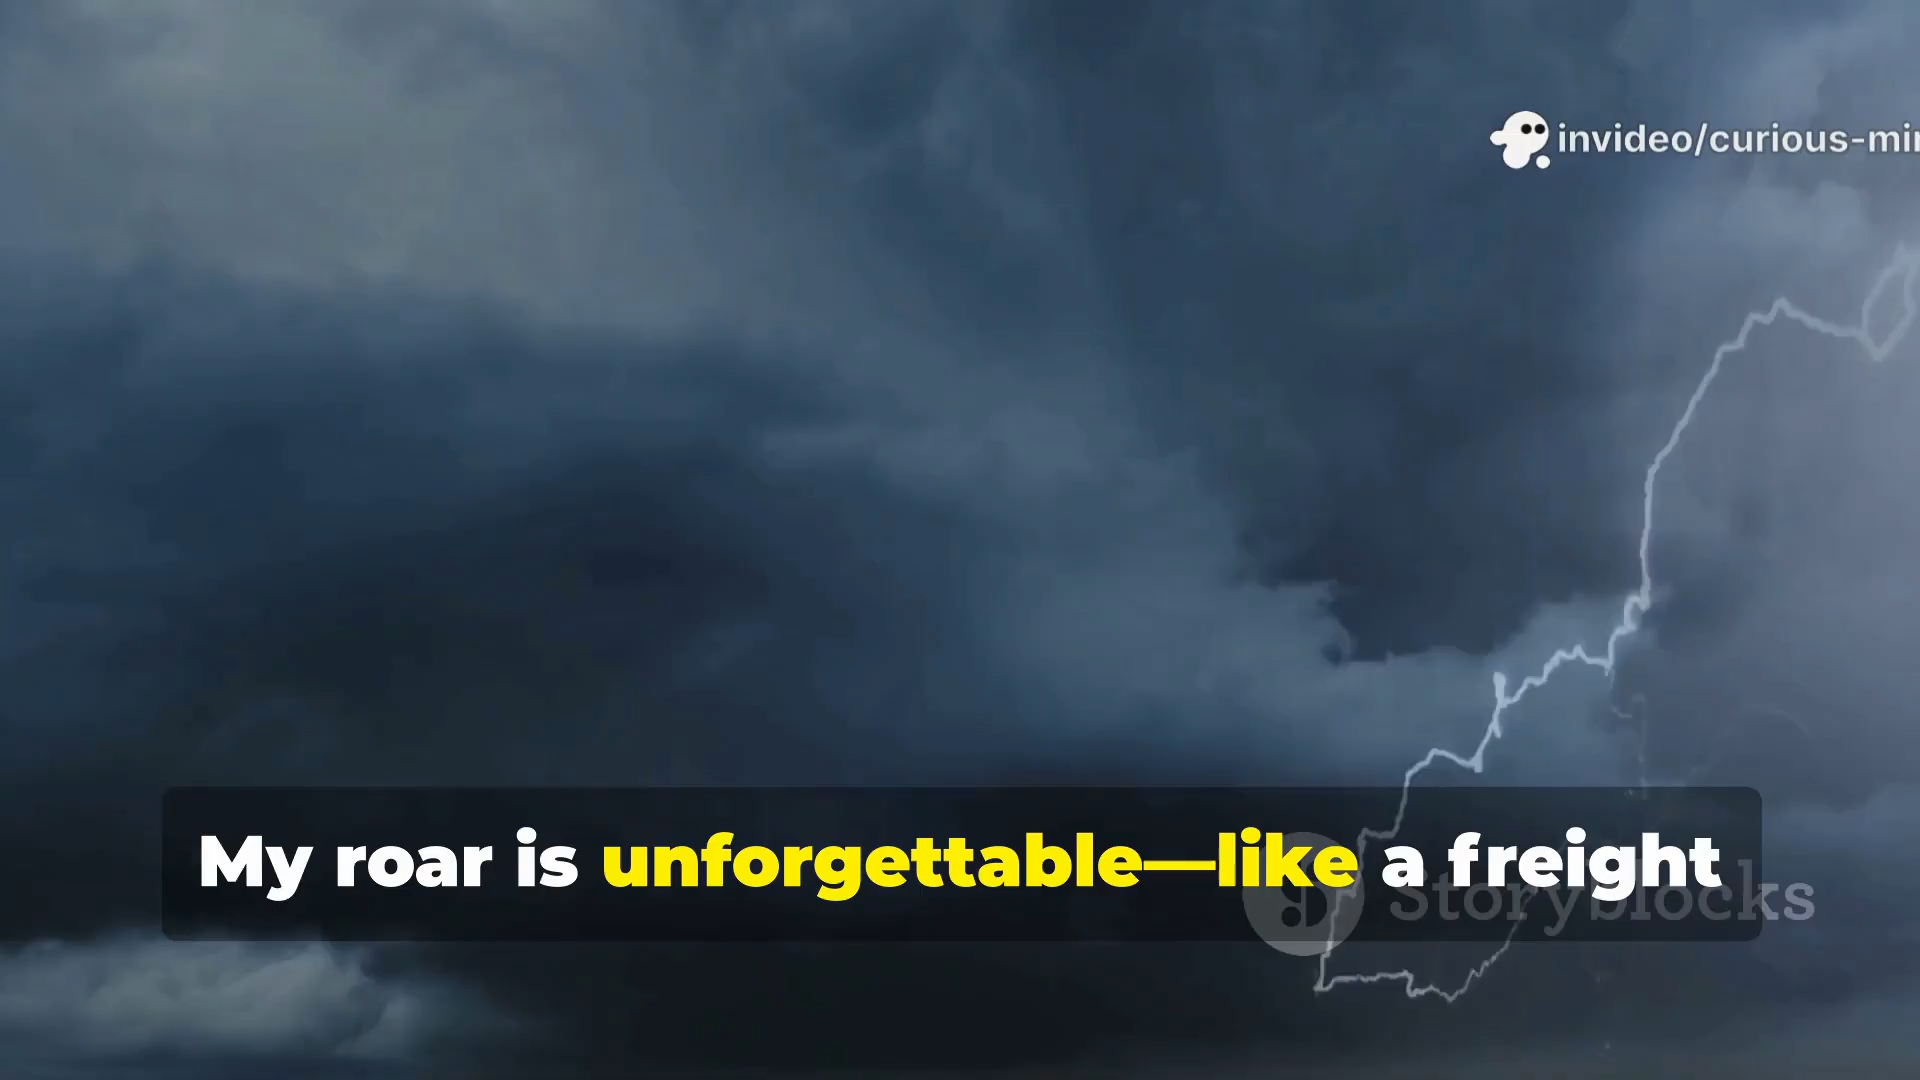 invideo/curious-mi
My roar is unforgettable—like a freight
Storyblocks